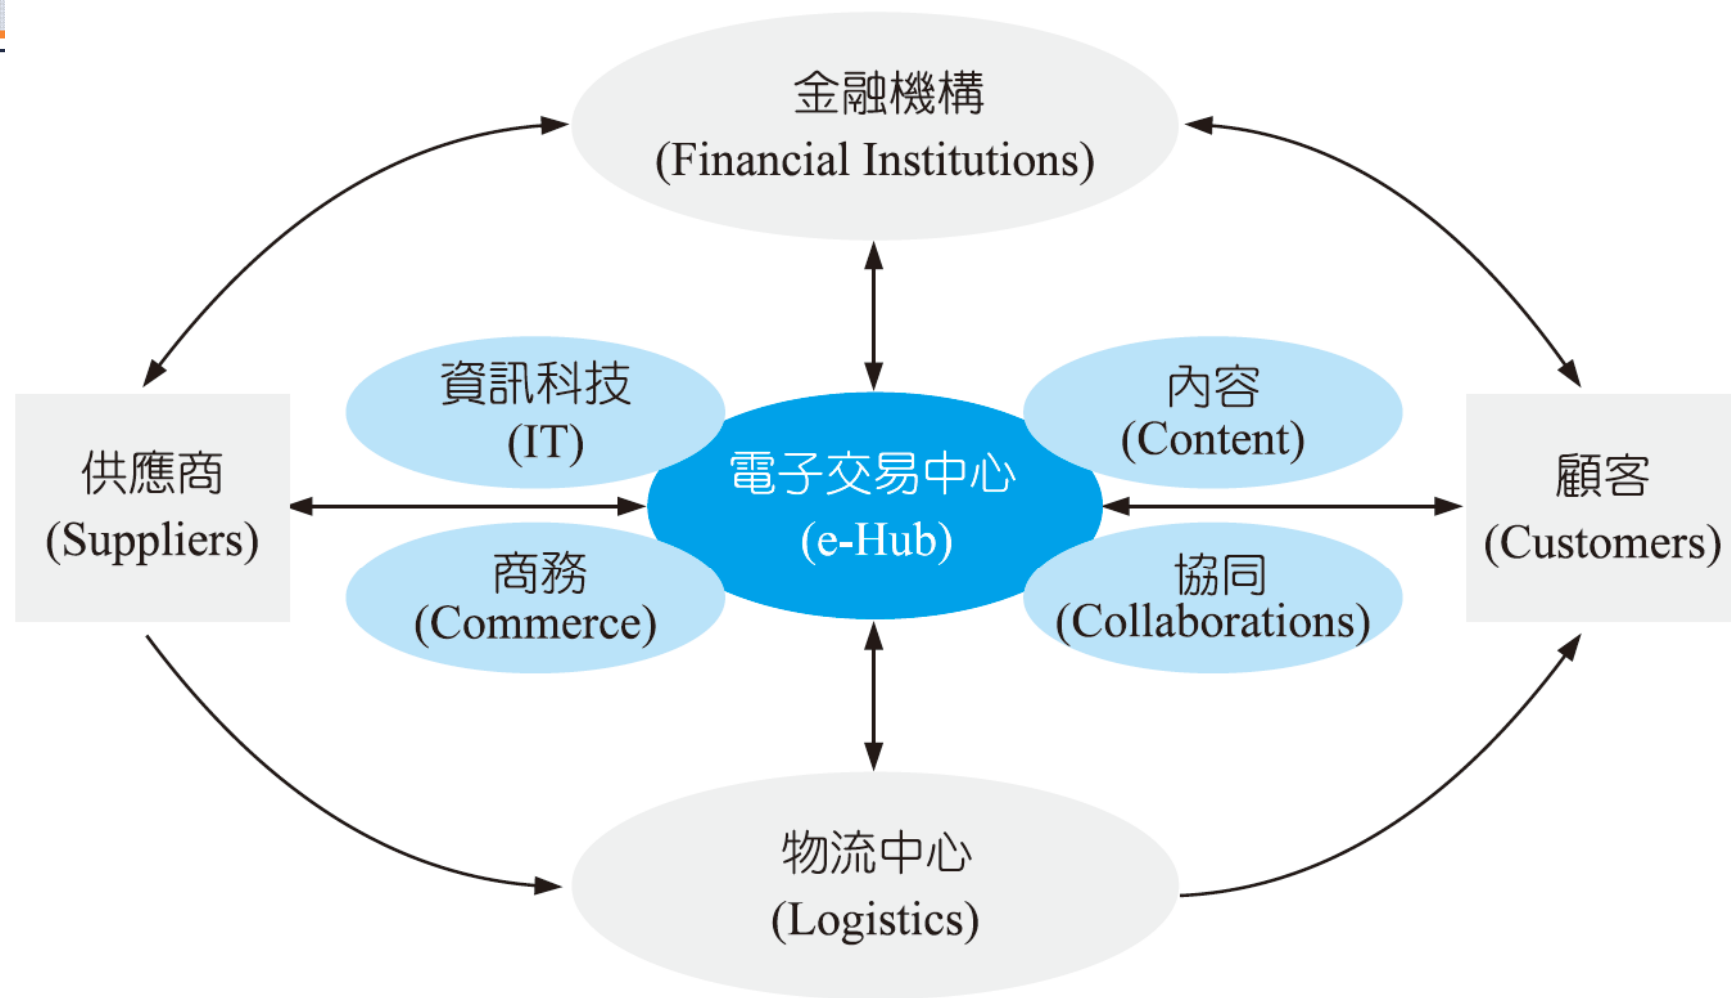 金融機構
(Financial Institutions)
資訊科技
(IT)
內容
(Content)
供應商
(Suppliers)
電子交易中心
(e-Hub)
顧客
(Customers)
商務
(Commerce)
協同
(Collaborations)
物流中心
(Logistics)